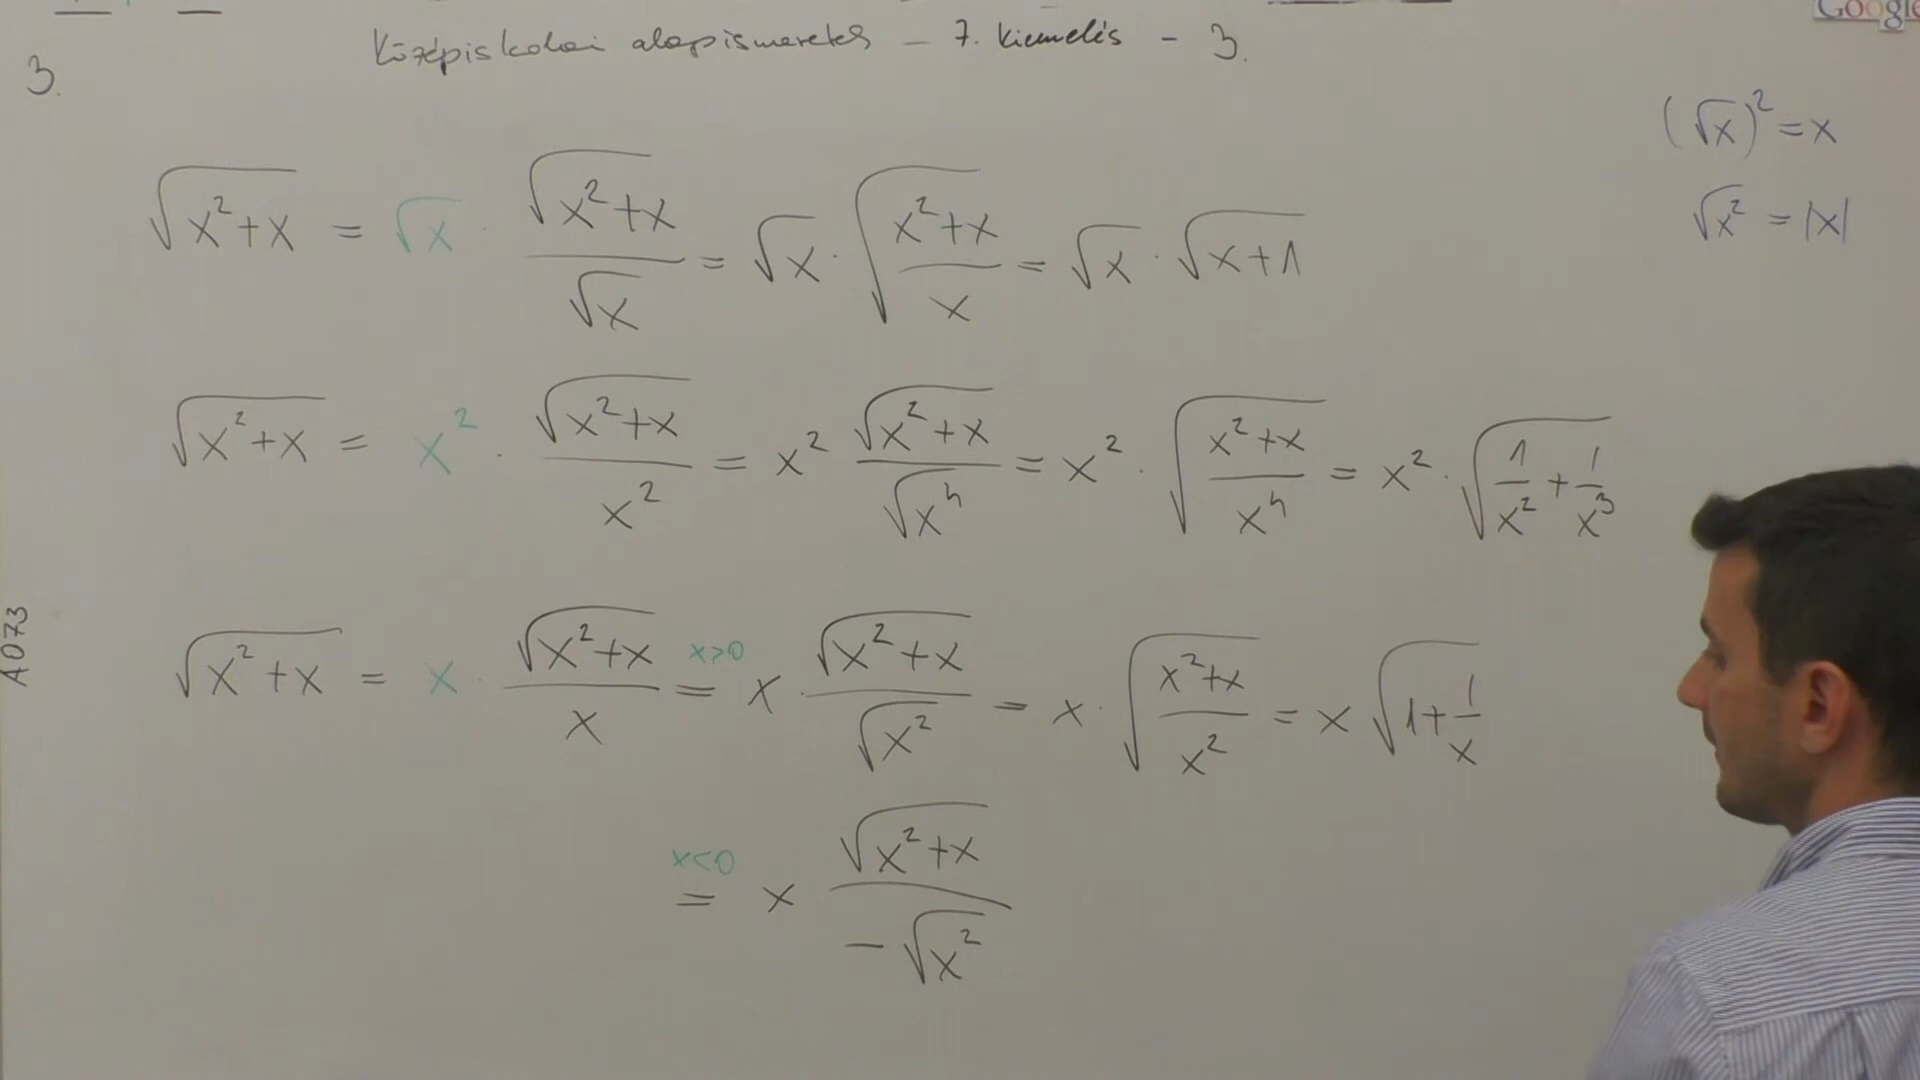 Google
Középiskolai alapismeretek – 7. Kiemelés – 3.
3.
(√x)² = x
√x² = |x|
√(x²+x) = √x · √(x²+x)/√x = √x · √((x²+x)/x) = √x · √(x+1)
√(x²+x) = x² · √(x²+x)/x² = x² √(x²+x)/√x⁴ = x² · √((x²+x)/x⁴) = x² · √(1/x² + 1/x³)
√(x²+x) = x · √(x²+x)/x =^(x>0) x · √(x²+x)/√x² = x · √((x²+x)/x²) = x √(1+1/x)
=^(x<0) x √(x²+x)/(-√x²)
A073